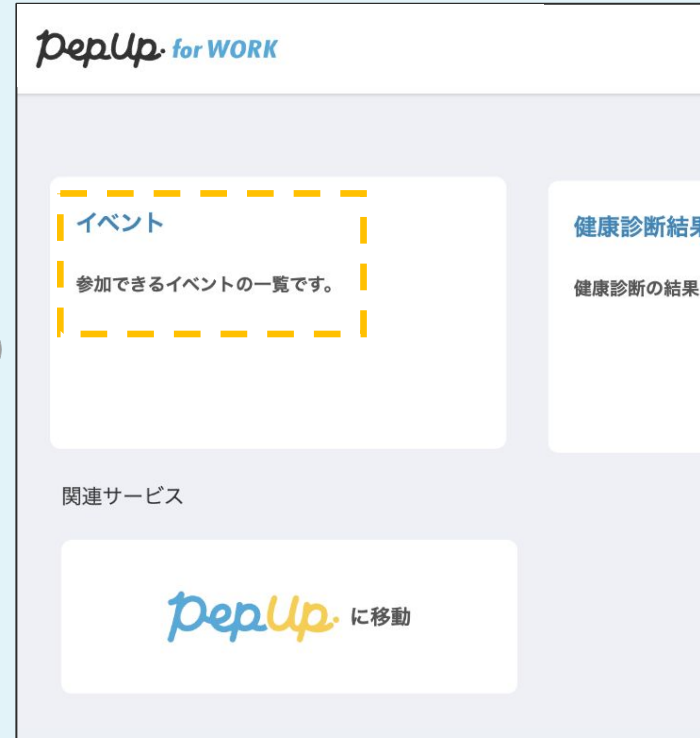 PepUp for WORK
イベント
参加できるイベントの一覧です。
健康診断結果
健康診断の結果
関連サービス
PepUp に移動